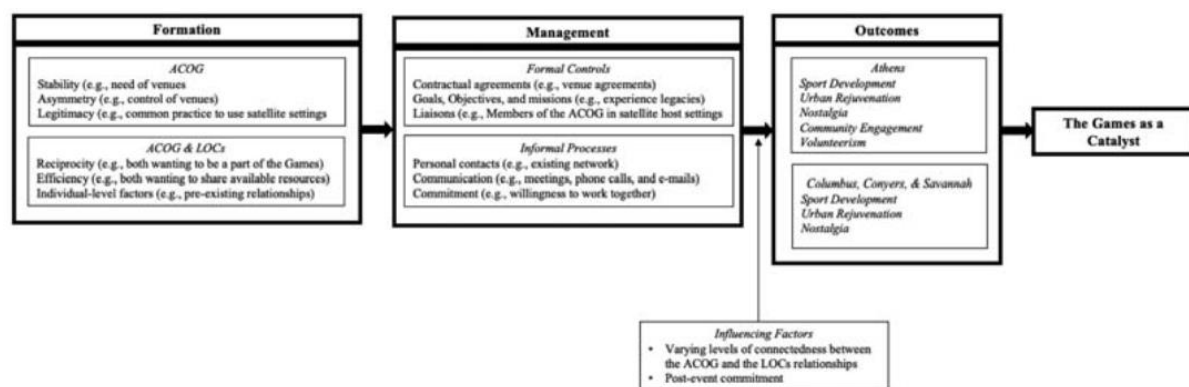 Formation
ACOG
Stability (e.g., need of venues
Asymmetry (e.g., control of venues)
Legitimacy (e.g., common practice to use satellite settings
ACOG & LOCs
Reciprocity (e.g., both wanting to be a part of the Games)
Efficiency (e.g., both wanting to share available resources)
Individual-level factors (e.g., pre-existing relationships)
Management
Formal Controls
Contractual agreements (e.g., venue agreements)
Goals, Objectives, and missions (e.g., experience legacies)
Liaisons (e.g., Members of the ACOG in satellite host settings
Informal Processes
Personal contacts (e.g., existing network)
Communication (e.g., meetings, phone calls, and e-mails)
Commitment (e.g., willingness to work together)
Outcomes
Athens
Sport Development
Urban Rejuvenation
Nostalgia
Community Engagement
Volunteerism
Columbus, Conyers, & Savannah
Sport Development
Urban Rejuvenation
Nostalgia
The Games as a
Catalyst
Influencing Factors
• Varying levels of connectedness between
the ACOG and the LOCs relationships
• Post-event commitment